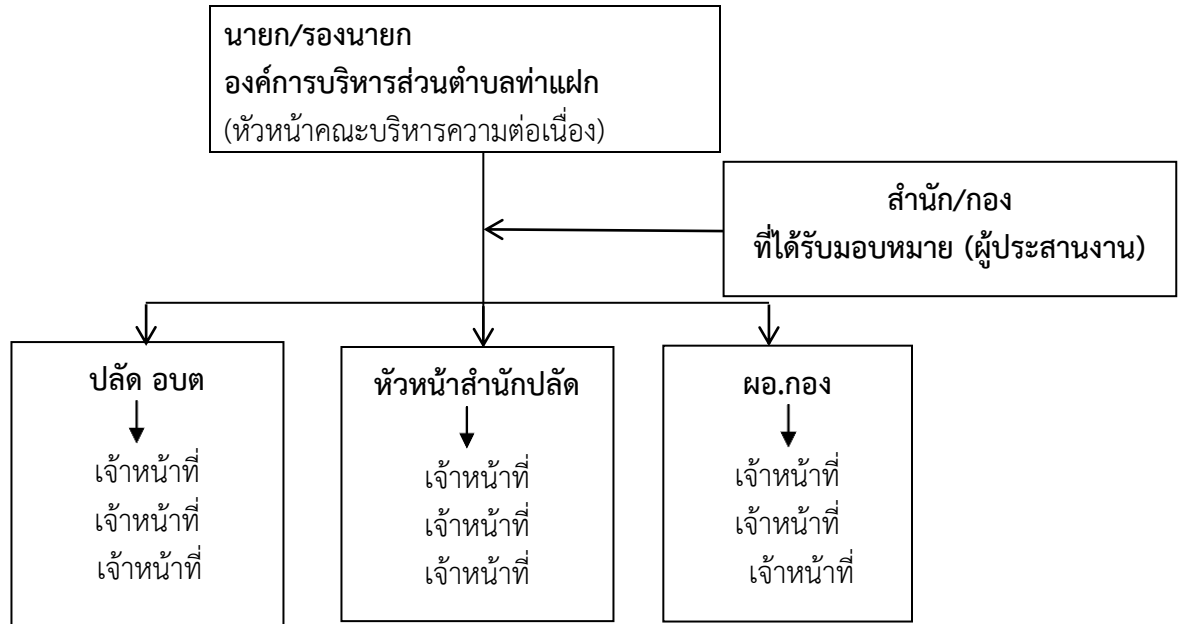 นายก/รองนายก
องค์การบริหารส่วนตำบลท่าแฝก
(หัวหน้าคณะบริหารความต่อเนื่อง)
สำนัก/กอง
ที่ได้รับมอบหมาย (ผู้ประสานงาน)
ปลัด อบต
เจ้าหน้าที่
เจ้าหน้าที่
เจ้าหน้าที่
หัวหน้าสำนักปลัด
เจ้าหน้าที่
เจ้าหน้าที่
เจ้าหน้าที่
ผอ.กอง
เจ้าหน้าที่
เจ้าหน้าที่
เจ้าหน้าที่